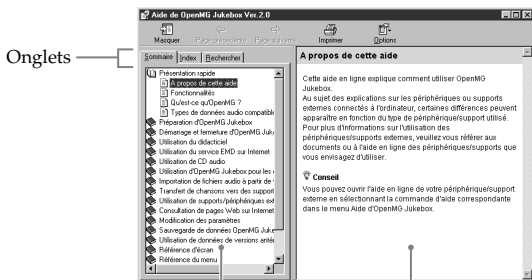 Aide de OpenMG Jukebox Ver.2.0
Masquer
Page précédente
Page suivante
Imprimer
Options
Onglets
Sommaire
Index
Rechercher
Présentation rapide
A propos de cette aide
Fonctionnalités
Qu'est-ce qu'OpenMG ?
Types de données audio compatible
Préparation d'OpenMG Jukebox
Démarrage et fermeture d'OpenMG Juk
Utilisation du didacticiel
Utilisation du service EMD sur Internet
Utilisation de CD audio
Utilisation d'OpenMG Jukebox pour les
Importation de fichiers audio à partir de
Transfert de chansons vers des support
Utilisation de supports/périphériques ext
Consultation de pages Web sur Internet
Modification des paramètres
Sauvegarde de données OpenMG Juke
Utilisation de données de versions antér
Référence d'écran
Référence du menu
A propos de cette aide
Cette aide en ligne explique comment utiliser OpenMG
Jukebox.
Au sujet des explications sur les périphériques ou supports
externes connectés à l'ordinateur, certaines différences peuvent
apparaître en fonction du type de périphérique/support utilisé.
Pour plus d'informations sur l'utilisation des
périphériques/supports externes, veuillez vous référer aux
documents ou à l'aide en ligne des périphériques/supports que
vous envisagez d'utiliser.
Conseil
Vous pouvez ouvrir l'aide en ligne de votre périphérique/support
externe en sélectionnant la commande d'aide correspondante
dans le menu Aide d'OpenMG Jukebox.